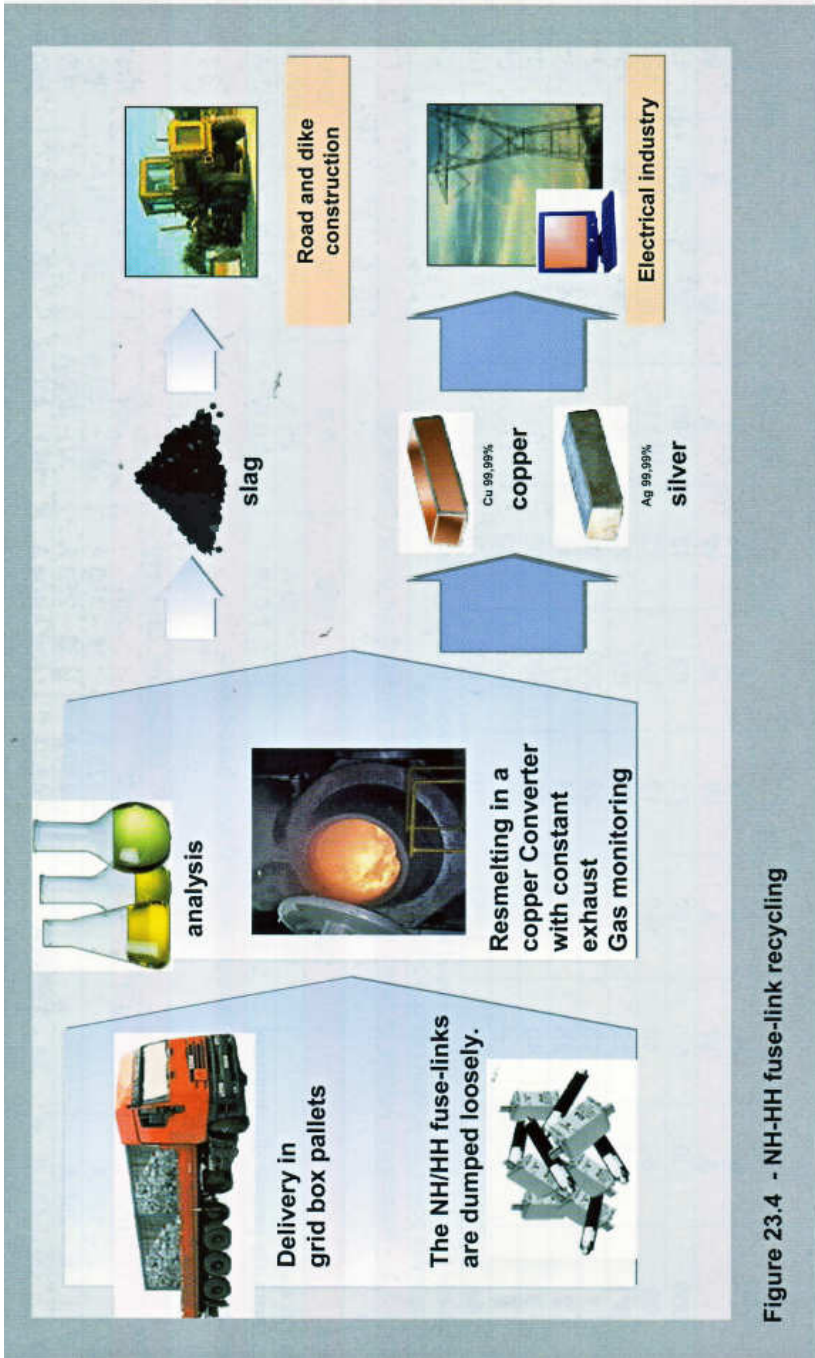 Delivery in
grid box pallets
The NH/HH fuse-links
are dumped loosely.
analysis
Resmelting in a
copper Converter
with constant
exhaust
Gas monitoring
slag
Cu 99,99%
copper
Ag 99,99%
silver
Road and dike
construction
Electrical industry
Figure 23.4 - NH-HH fuse-link recycling